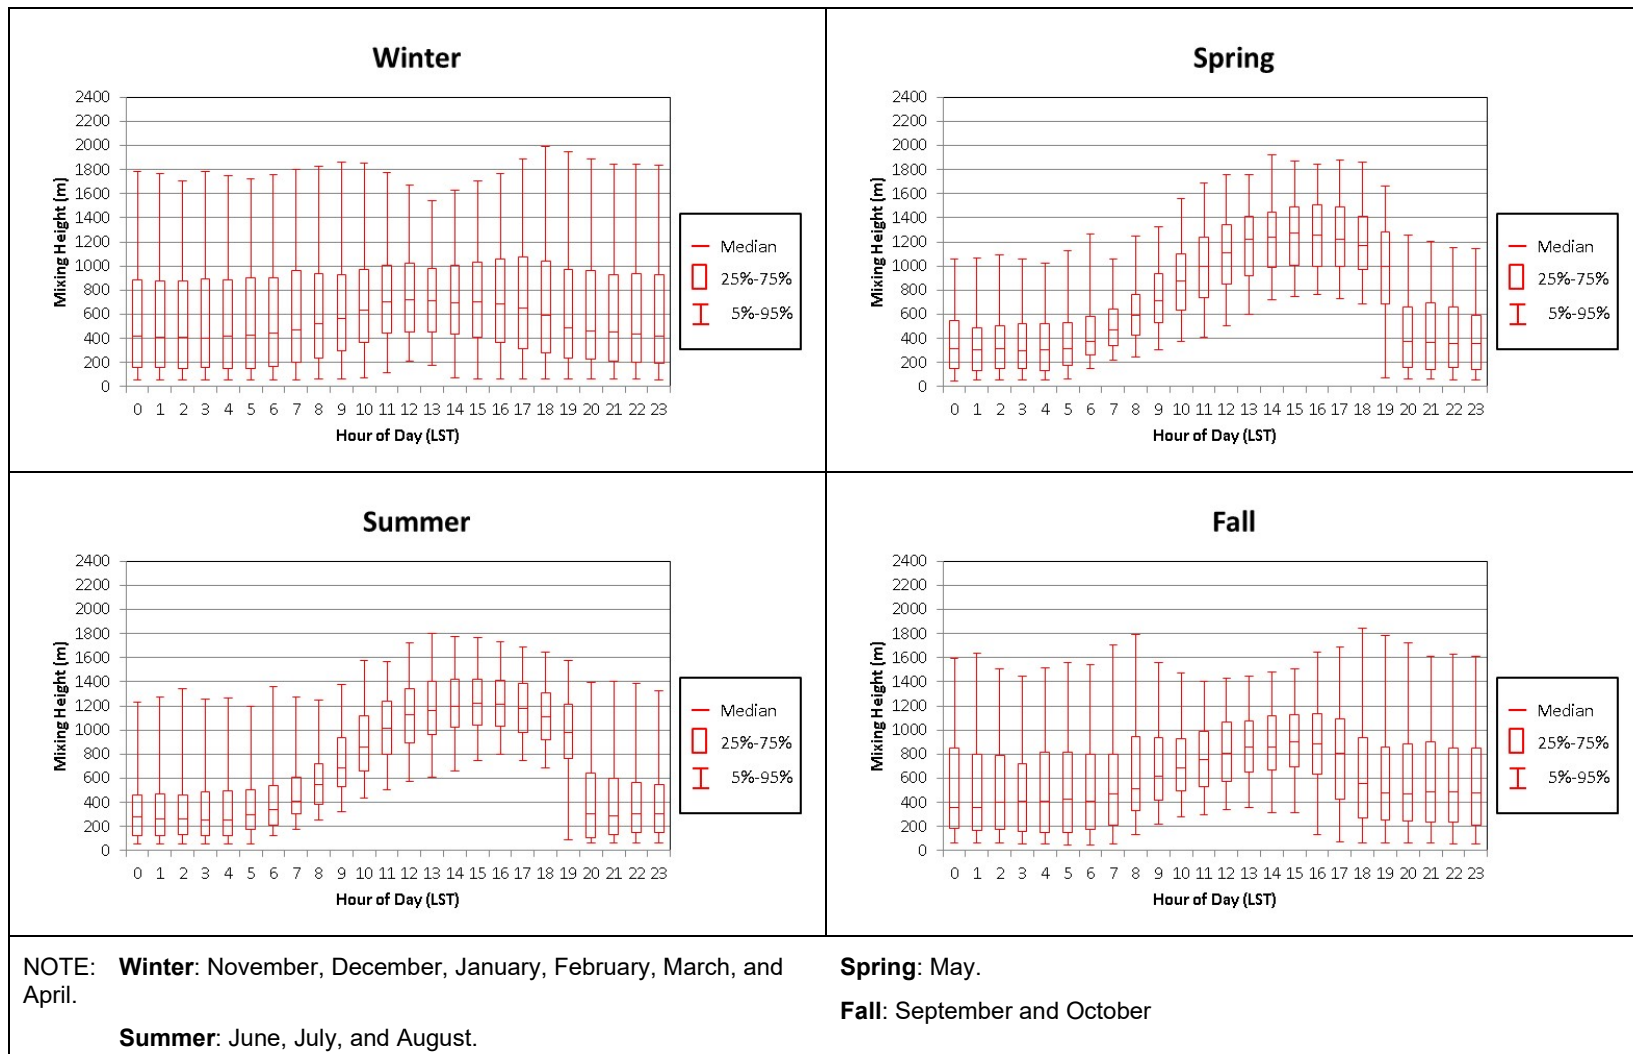 Winter
2400
2200
2000
1800
1600
1400
1200
1000
800
600
400
200
0
Mixing Height (m)
0 1 2 3 4 5 6 7 8 9 10 11 12 13 14 15 16 17 18 19 20 21 22 23
Hour of Day (LST)
Median
25%-75%
5%-95%
Spring
2400
2200
2000
1800
1600
1400
1200
1000
800
600
400
200
0
Mixing Height (m)
0 1 2 3 4 5 6 7 8 9 10 11 12 13 14 15 16 17 18 19 20 21 22 23
Hour of Day (LST)
Median
25%-75%
5%-95%
Summer
2400
2200
2000
1800
1600
1400
1200
1000
800
600
400
200
0
Mixing Height (m)
0 1 2 3 4 5 6 7 8 9 10 11 12 13 14 15 16 17 18 19 20 21 22 23
Hour of Day (LST)
Median
25%-75%
5%-95%
Fall
2400
2200
2000
1800
1600
1400
1200
1000
800
600
400
200
0
Mixing Height (m)
0 1 2 3 4 5 6 7 8 9 10 11 12 13 14 15 16 17 18 19 20 21 22 23
Hour of Day (LST)
Median
25%-75%
5%-95%
NOTE: Winter: November, December, January, February, March, and
April.
Summer: June, July, and August.
Spring: May.
Fall: September and October